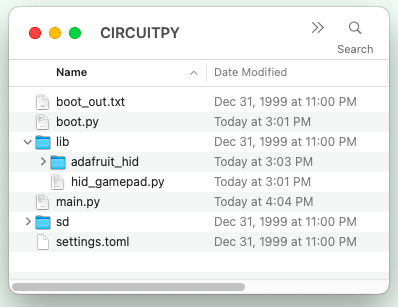 CIRCUITPY
Search
Name Date Modified
boot_out.txt Dec 31, 1999 at 11:00 PM
boot.py Today at 3:01 PM
lib Dec 31, 1999 at 11:00 PM
adafruit_hid Today at 3:03 PM
hid_gamepad.py Today at 3:01 PM
main.py Today at 4:04 PM
sd Dec 31, 1999 at 11:00 PM
settings.toml Dec 31, 1999 at 11:00 PM